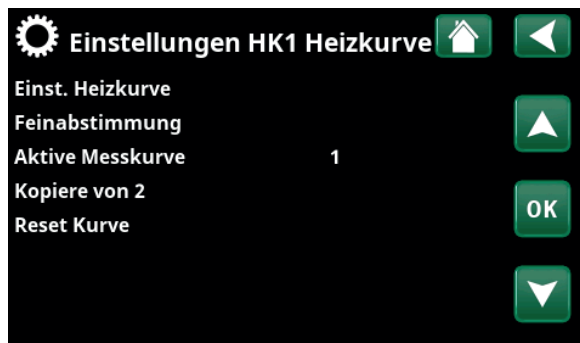 Einstellungen HK1 Heizkurve
Einst. Heizkurve
Feinabstimmung
Aktive Messkurve 1
Kopiere von 2
OK
Reset Kurve